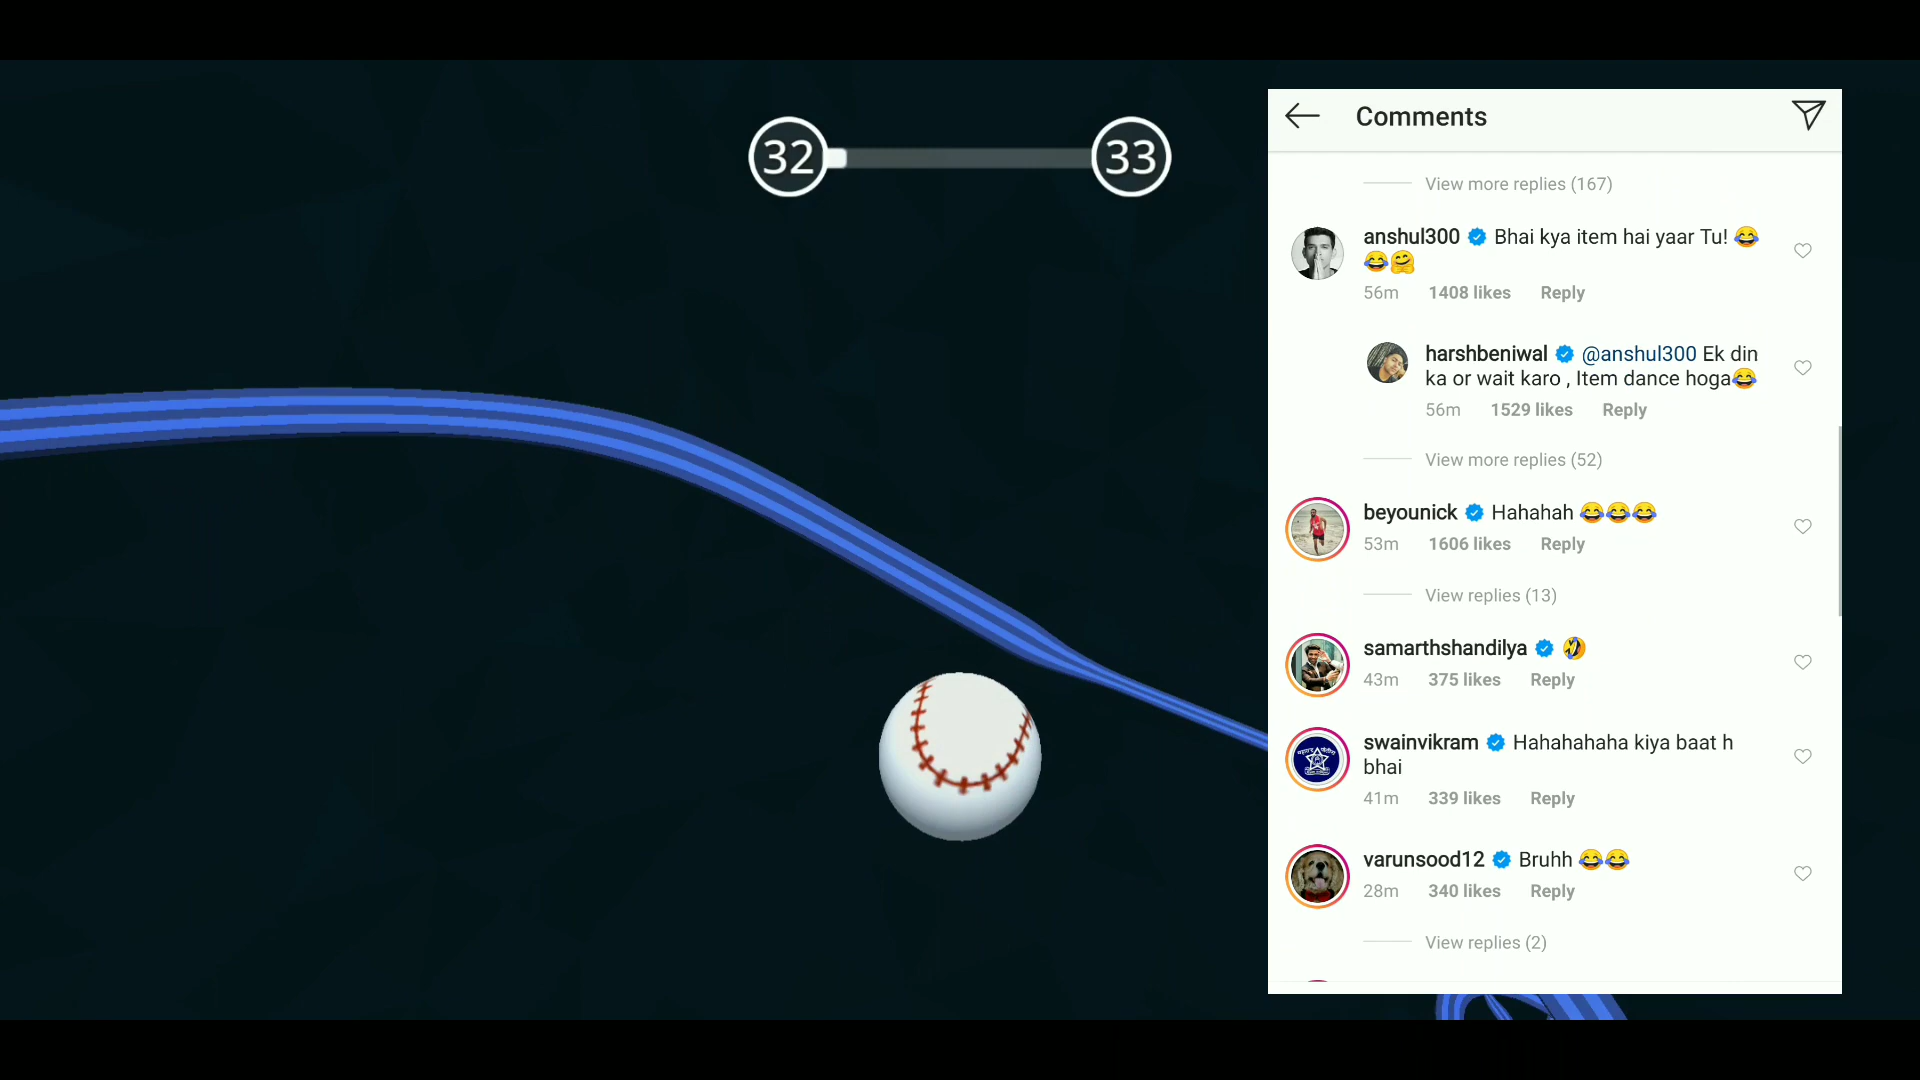 32
33
Comments
View more replies (167)
anshul300 Bhai kya item hai yaar Tu! 😂
😂🤗
56m 1408 likes Reply
harshbeniwal @anshul300 Ek din
ka or wait karo , Item dance hoga😂
56m 1529 likes Reply
View more replies (52)
beyounick Hahahah 😂😂😂
53m 1606 likes Reply
View replies (13)
samarthshandilya 🤣
43m 375 likes Reply
swainvikram Hahahahaha kiya baat h
bhai
41m 339 likes Reply
varunsood12 Bruhh 😂😂
28m 340 likes Reply
View replies (2)